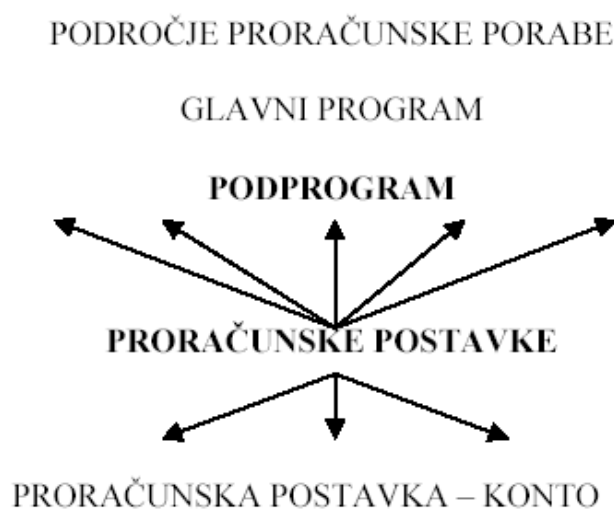 PODROČJE PRORAČUNSKE PORABE
GLAVNI PROGRAM
PODPROGRAM
PRORAČUNSKE POSTAVKE
PRORAČUNSKA POSTAVKA – KONTO